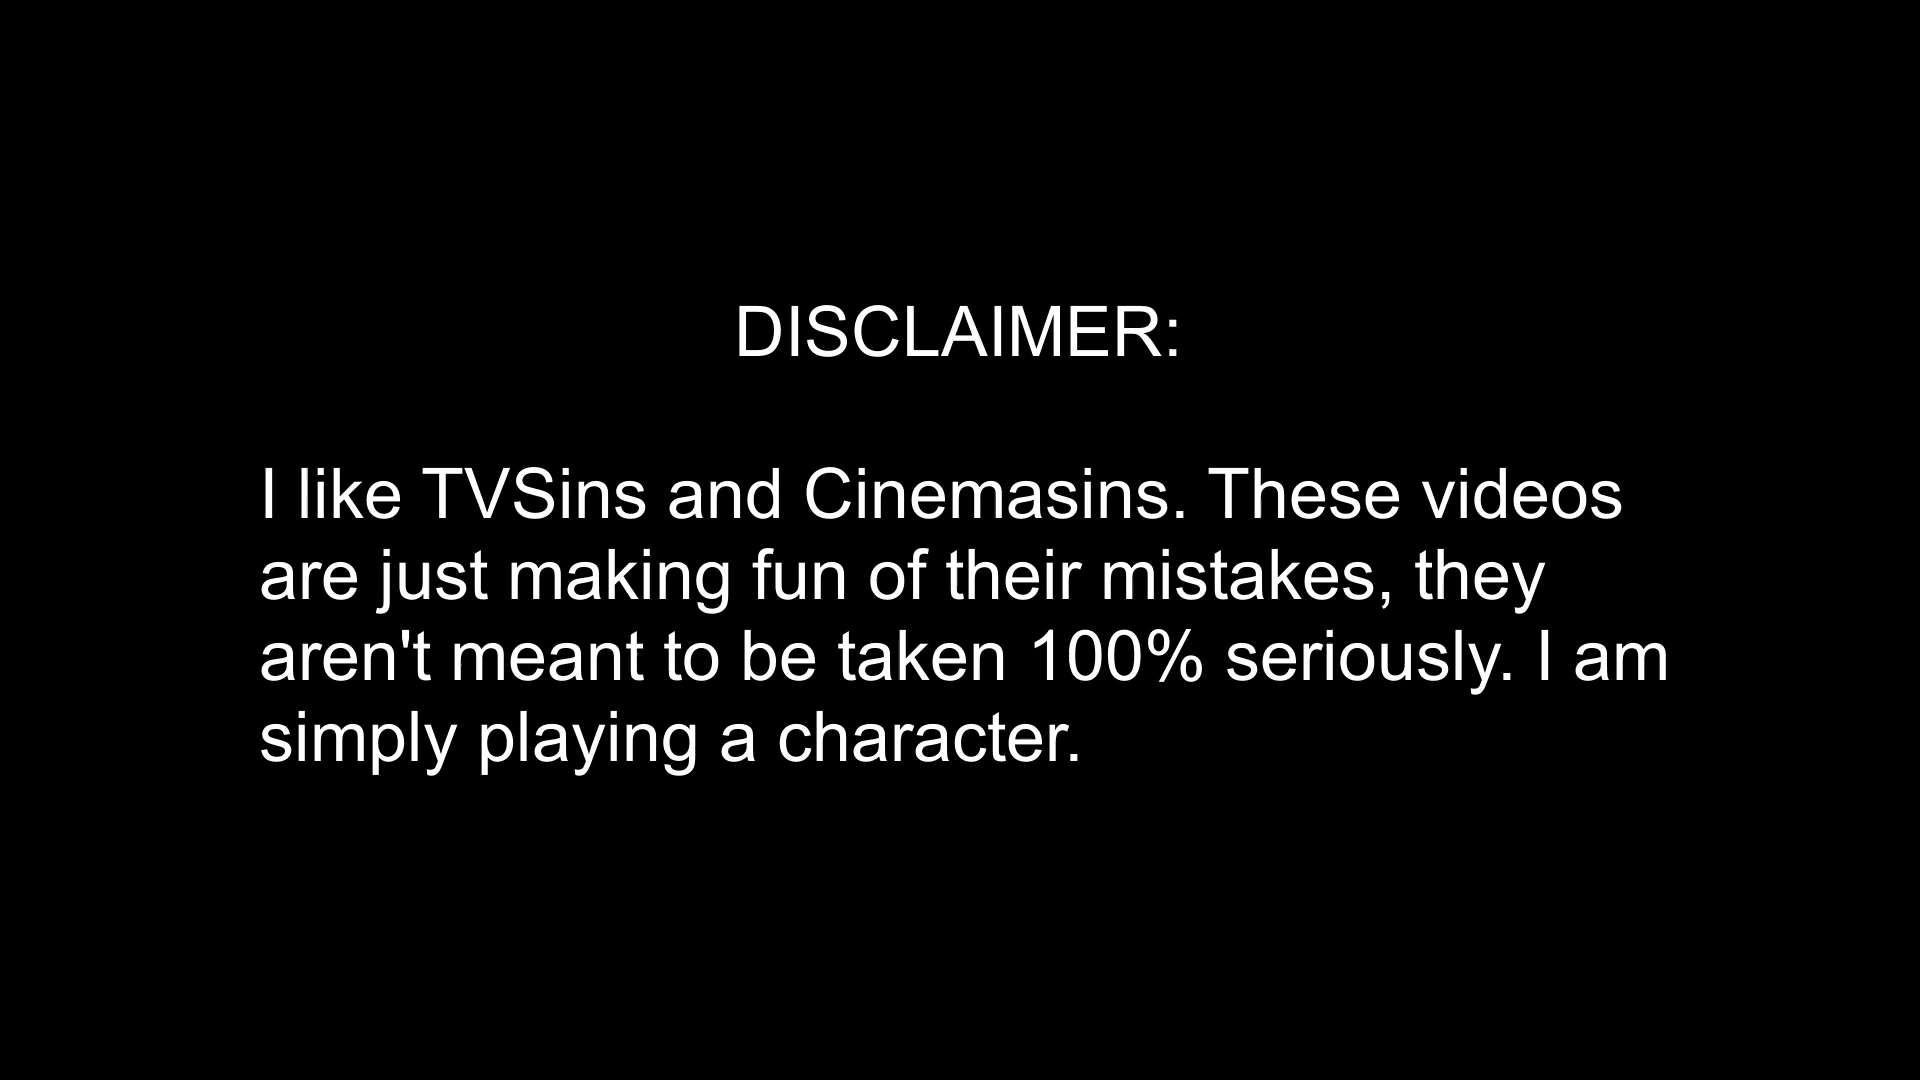 DISCLAIMER:
I like TVSins and Cinemasins. These videos
are just making fun of their mistakes, they
aren't meant to be taken 100% seriously. I am
simply playing a character.